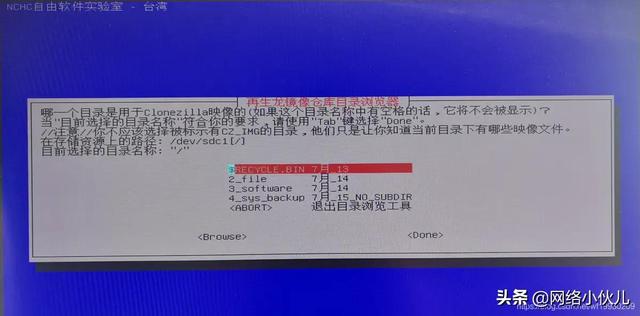 NCHC自由软件实验室 - 台湾
再生龙镜像仓库目录浏览器
哪一个目录是用于Clonezilla映像的(如果这个目录名称中有空格的话，它将不会被显示)？
当"目前选择的目录名称"符合你的要求，请使用"Tab"键选择"Done"。
//注意//你不应该选择被标示有CZ_IMG的目录，他们只是让你知道当前目录下有哪些映像文件。
在存储资源上的路径: /dev/sdc1[/]
目前选择的目录名称: "/"
$RECYCLE.BIN 7月_13
2_file 7月_14
3_software 7月_14
4_sys_backup 7月_15_NO_SUBDIR
<ABORT> 退出目录浏览工具
<Browse> <Done>
头条 @网络小伙儿